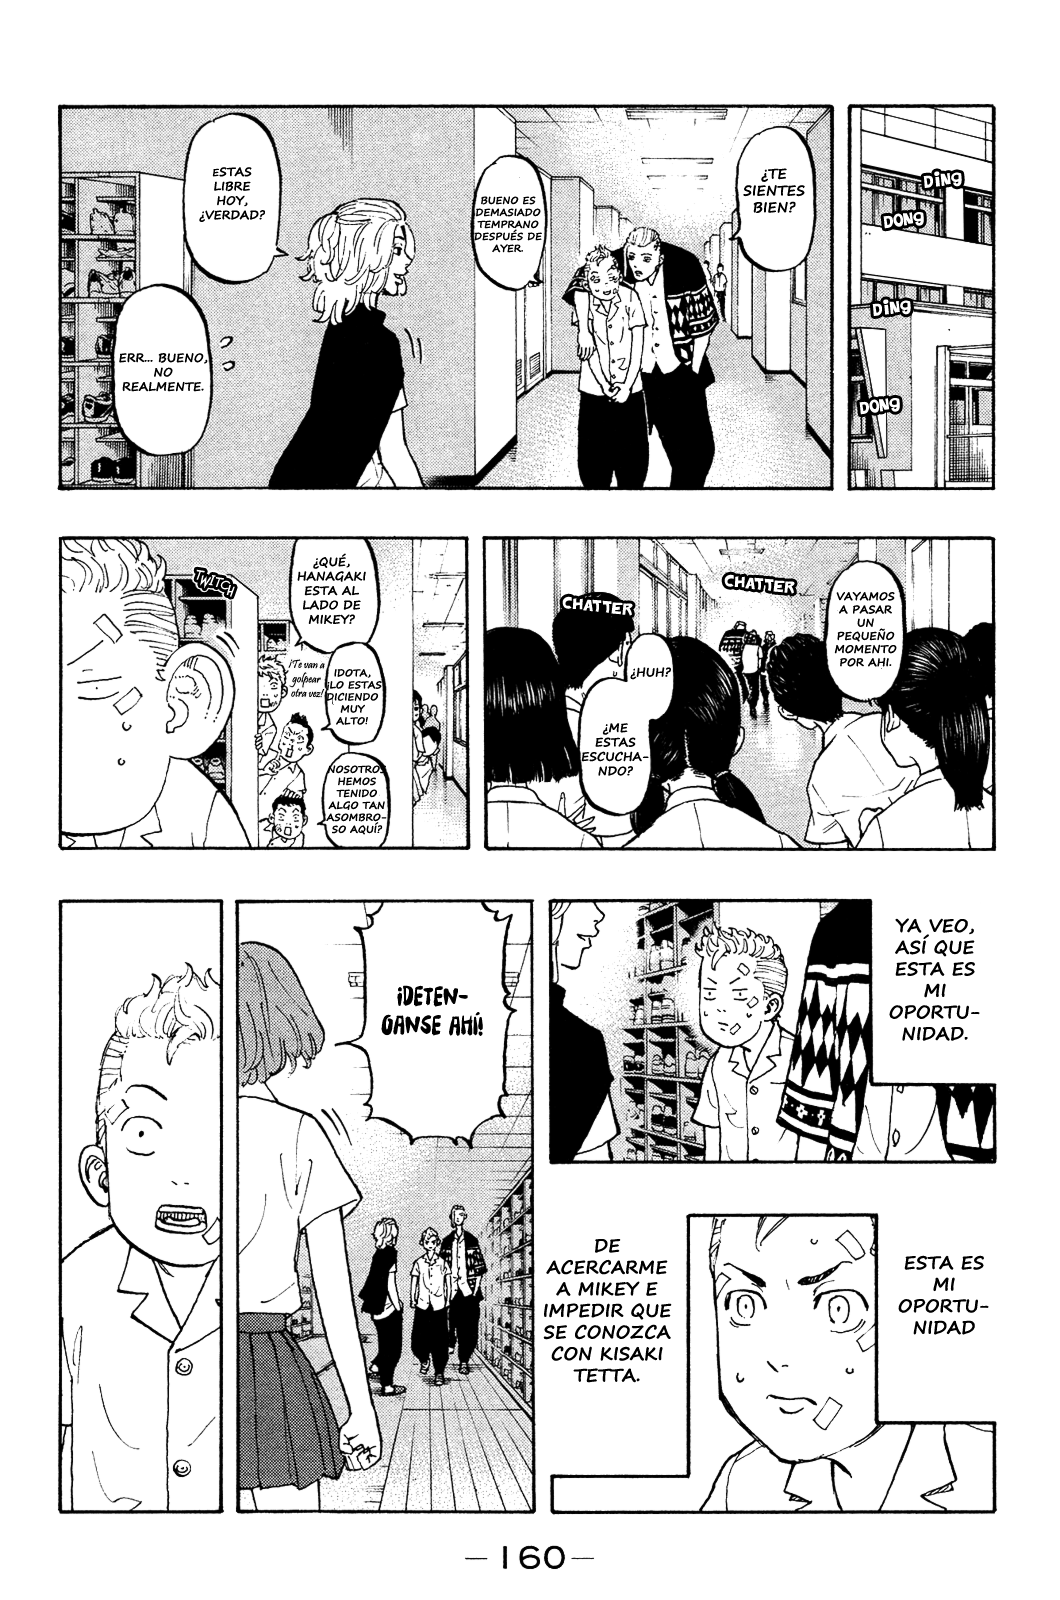 DING
DONG
DING
DONG
¿TE
SIENTES
BIEN?
BUENO ES
DEMASIADO
TEMPRANO
DESPUÉS DE
AYER.
ESTAS
LIBRE
HOY,
¿VERDAD?
ERR... BUENO,
NO
REALMENTE.
VAYAMOS
A PASAR
UN
PEQUEÑO
MOMENTO
POR AHI.
CHATTER
CHATTER
¿HUH?
¿ME
ESTAS
ESCUCHA-
NDO?
¿QUÉ,
HANAGAKI
ESTA AL
LADO DE
MIKEY?
¡Te van a
golpear
otra vez!
IDOTA,
¡LO ESTAS
DICIENDO
MUY
ALTO!
NOSOTROS
HEMOS
TENIDO
ALGO TAN
ASOMBRO-
SO AQUÍ?
TWITCH
YA VEO,
ASÍ QUE
ESTA ES
MI
OPORTU-
NIDAD.
ESTA ES
MI
OPORTU-
NIDAD
DE
ACERCARME
A MIKEY E
IMPEDIR QUE
SE CONOZCA
CON KISAKI
TETTA.
¡DETEN-
GANSE AHÍ!
— 160 —